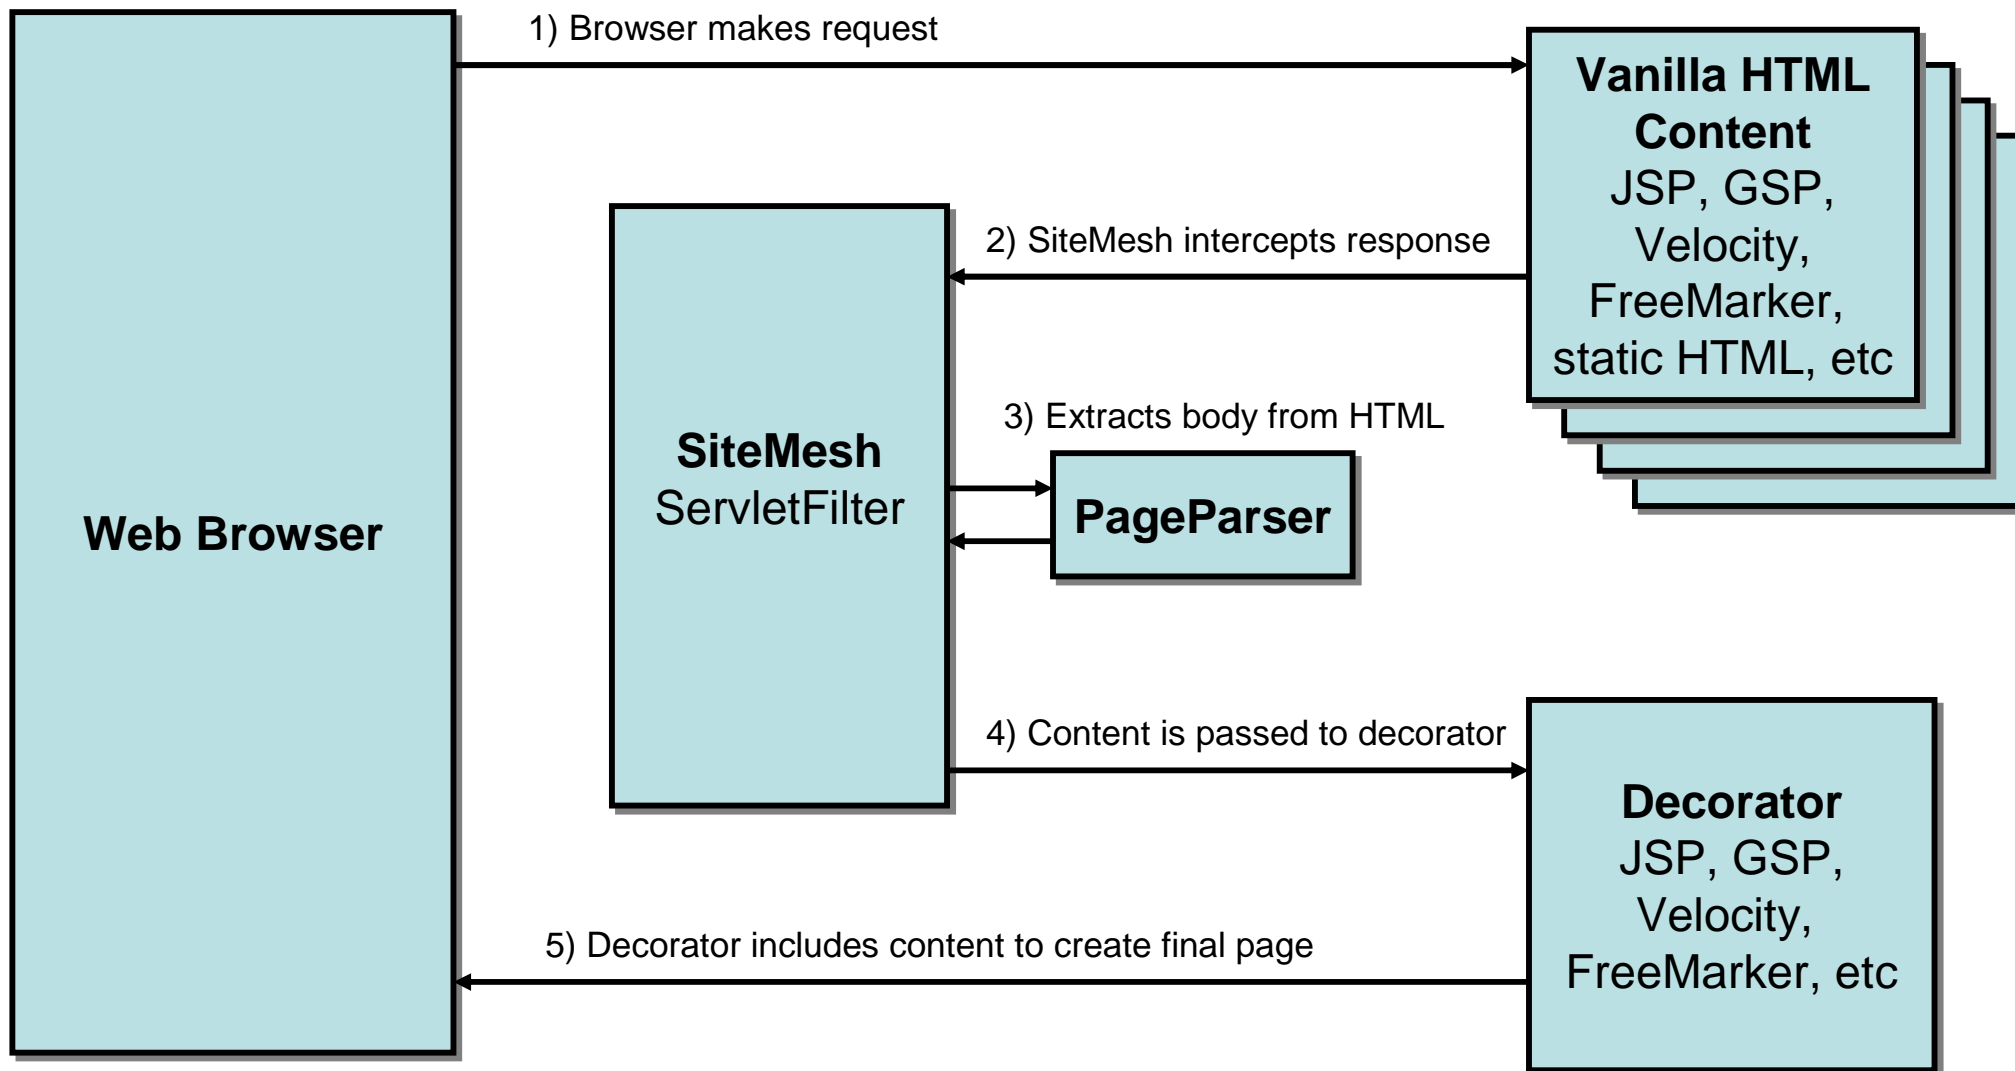 1) Browser makes request
Vanilla HTML
Content
JSP, GSP,
Velocity,
FreeMarker,
static HTML, etc
2) SiteMesh intercepts response
3) Extracts body from HTML
SiteMesh
ServletFilter
PageParser
Web Browser
4) Content is passed to decorator
Decorator
JSP, GSP,
Velocity,
FreeMarker, etc
5) Decorator includes content to create final page